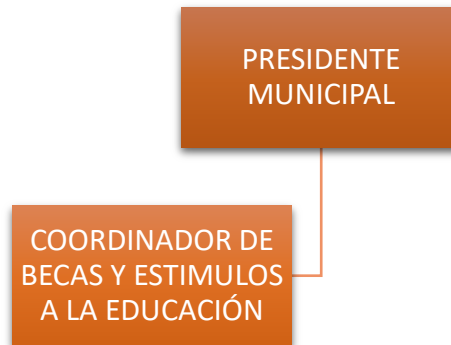 PRESIDENTE
MUNICIPAL
COORDINADOR DE
BECAS Y ESTIMULOS
A LA EDUCACIÓN